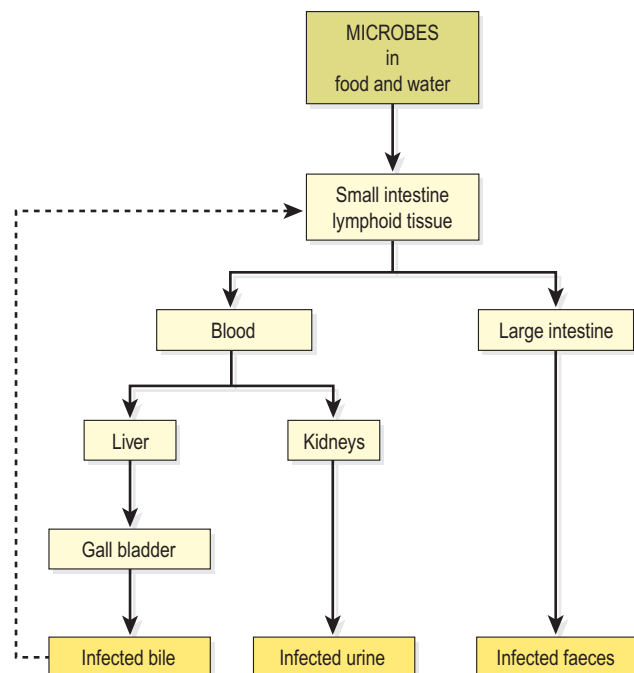 MICROBES
in
food and water
Small intestine
lymphoid tissue
Blood
Large intestine
Liver
Kidneys
Gall bladder
Infected bile
Infected urine
Infected faeces